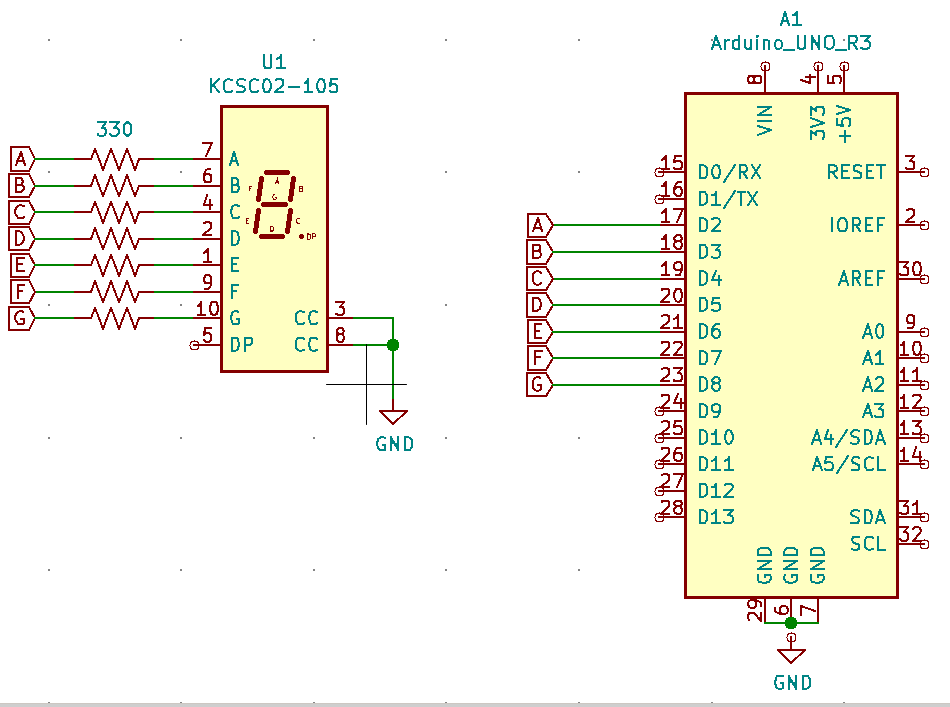 U1
KCSC02-105
330
A
B
C
D
E
F
G
7
6
4
2
1
9
10
5
A
B
C
D
E
F
G
DP
A
F
B
G
E
C
D
DP
CC
CC
3
8
GND
A1
Arduino_UNO_R3
8
4
5
VIN
3V3
+5V
A
B
C
D
E
F
G
15
16
17
18
19
20
21
22
23
24
25
26
27
28
D0/RX
D1/TX
D2
D3
D4
D5
D6
D7
D8
D9
D10
D11
D12
D13
RESET
IOREF
AREF
A0
A1
A2
A3
A4/SDA
A5/SCL
SDA
SCL
3
2
30
9
10
11
12
13
14
31
32
GND
GND
GND
29
6
7
GND